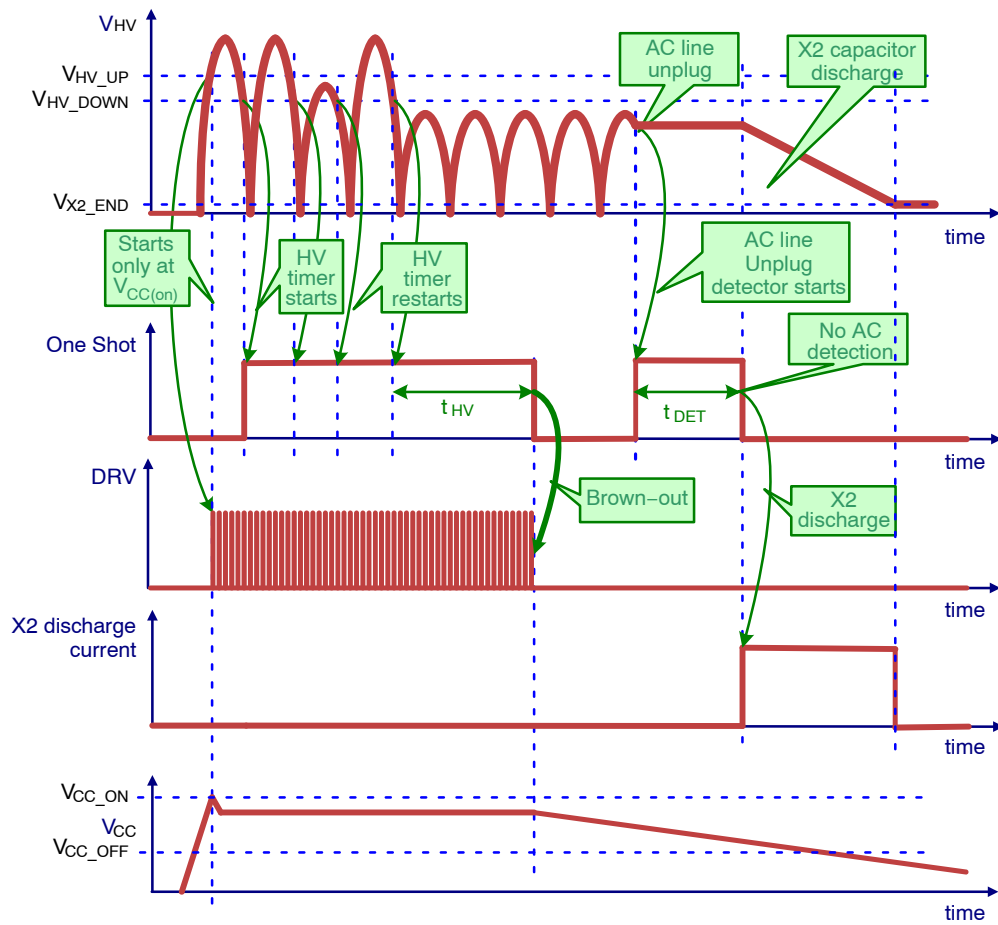 VHV
VHV_UP
VHV_DOWN
VX2_END
AC line
unplug
X2 capacitor
discharge
time
Starts
only at
VCC(on)
HV
timer
starts
HV
timer
restarts
AC line
Unplug
detector starts
One Shot
No AC
detection
tHV
tDET
time
DRV
Brown−out
X2
discharge
time
X2 discharge
current
time
VCC_ON
VCC
VCC_OFF
time